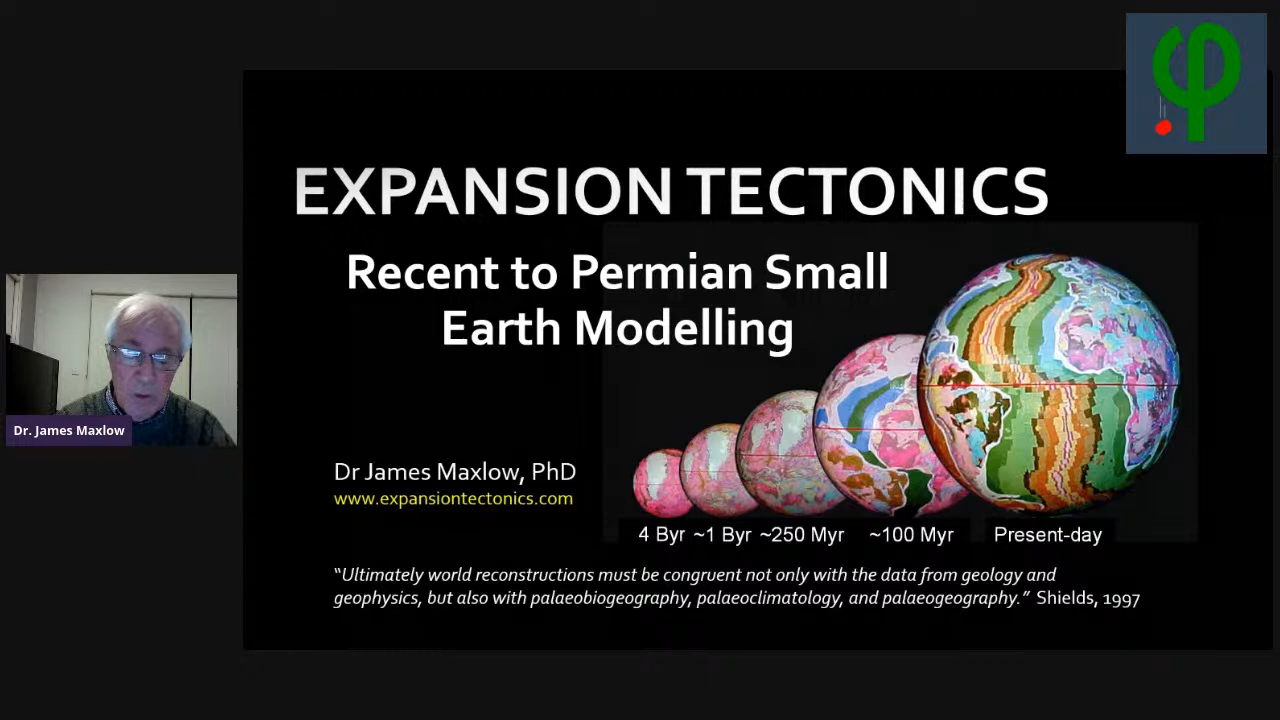 EXPANSION TECTONICS
Recent to Permian Small
Earth Modelling
Dr. James Maxlow
Dr James Maxlow, PhD
www.expansiontectonics.com
4 Byr ~1 Byr ~250 Myr ~100 Myr Present-day
“Ultimately world reconstructions must be congruent not only with the data from geology and
geophysics, but also with palaeobiogeography, palaeoclimatology, and palaeogeography.” Shields, 1997